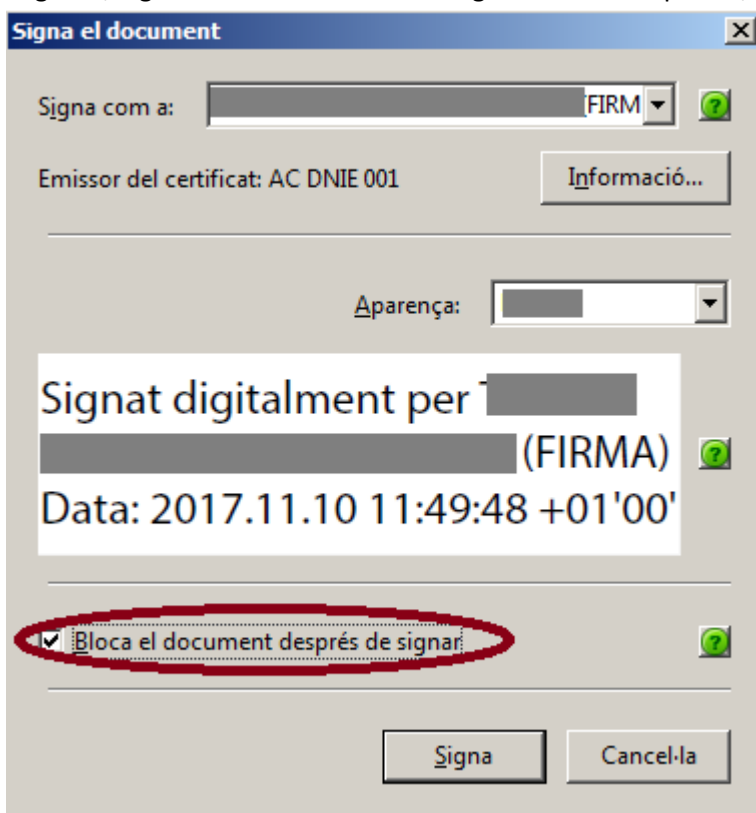 Signa el document
Signa com a: (FIRM
Emissor del certificat: AC DNIE 001 Informació...
Aparença:
Signat digitalment per
(FIRMA)
Data: 2017.11.10 11:49:48 +01'00'
Bloca el document després de signar
Signa Cancel·la